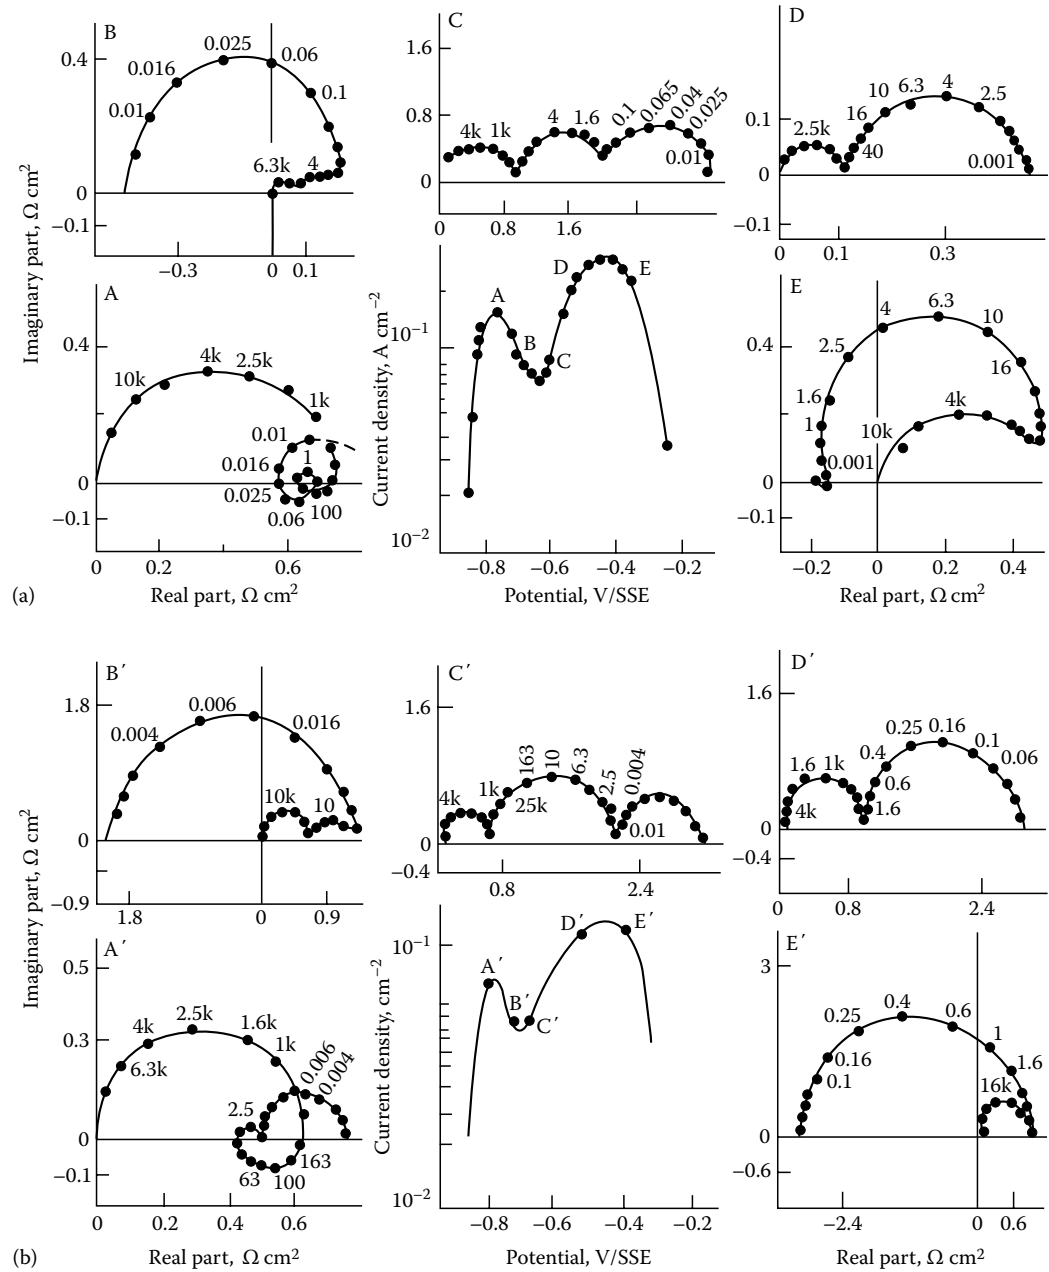 B
0.4
0
−0.1
0.01
0.016
0.025
0.06
0.1
6.3k
4
−0.3
0
0.1
C
1.6
0.8
0
4k
1k
4
1.6
0.1
0.065
0.04
0.025
0.01
0
0.8
1.6
D
0.1
0
−0.1
2.5k
40
16
10
6.3
4
2.5
0.001
0
0.1
0.3
Imaginary part, Ω cm2
A
0.4
0
−0.1
10k
4k
2.5k
1k
0.01
0.016
0.025
0.06
1
100
0
0.6
Real part, Ω cm2
Current density, A cm−2
10−1
10−2
A
B
C
D
E
−0.8
−0.6
−0.4
−0.2
Potential, V/SSE
E
0.4
0
−0.1
4
6.3
10
16
2.5
1.6
1
0.001
10k
4k
−0.2
0
0.2
0.4
Real part, Ω cm2
(a)
B′
1.8
0
−0.9
0.004
0.006
0.016
10k
10
1.8
0
0.9
C′
1.6
0
−0.4
4k
1k
25k
163
10
6.3
2.5
0.004
0.01
0.8
2.4
D′
1.6
0
−0.4
1.6
1k
4k
0.4
0.25
0.16
0.1
0.06
0.6
1.6
0
0.8
2.4
Imaginary part, Ω cm2
A′
0.5
0.3
0
−0.1
6.3k
4k
2.5k
1.6k
1k
0.006
0.004
2.5
63
100
163
0
0.2
0.4
0.6
Real part, Ω cm2
Current density, cm−2
10−1
10−2
A′
B′
C′
D′
E′
−0.8
−0.6
−0.4
−0.2
Potential, V/SSE
E′
3
0
−0.6
0.1
0.16
0.25
0.4
0.6
1
1.6
16k
−2.4
0
0.6
Real part, Ω cm2
(b)